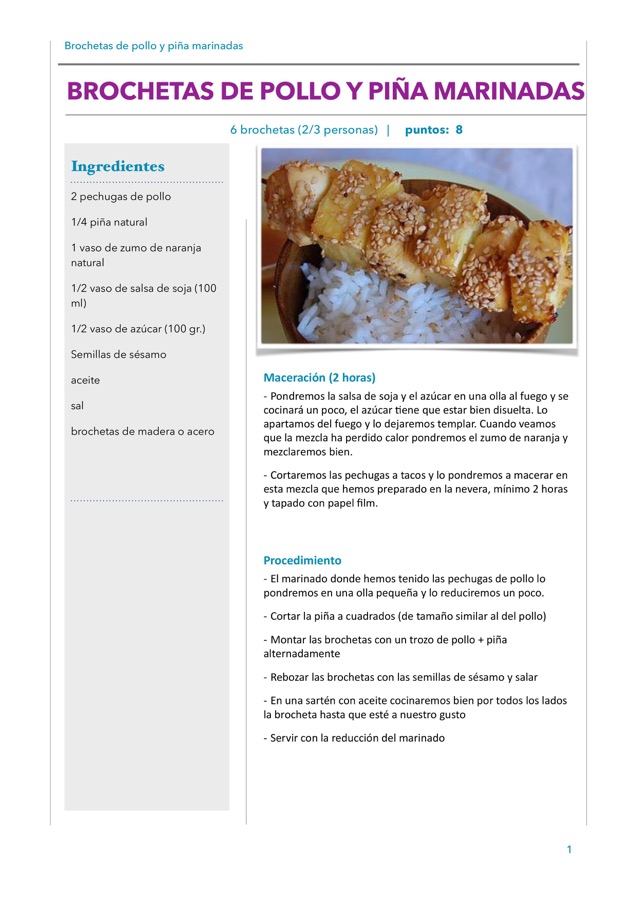 Brochetas de pollo y piña marinadas
BROCHETAS DE POLLO Y PIÑA MARINADAS
6 brochetas (2/3 personas) | puntos: 8
Ingredientes
2 pechugas de pollo
1/4 piña natural
1 vaso de zumo de naranja
natural
1/2 vaso de salsa de soja (100
ml)
1/2 vaso de azúcar (100 gr.)
Semillas de sésamo
aceite
sal
brochetas de madera o acero
Maceración (2 horas)
- Pondremos la salsa de soja y el azúcar en una olla al fuego y se
cocinará un poco, el azúcar tiene que estar bien disuelta. Lo
apartamos del fuego y lo dejaremos templar. Cuando veamos
que la mezcla ha perdido calor pondremos el zumo de naranja y
mezclaremos bien.
- Cortaremos las pechugas a tacos y lo pondremos a macerar en
esta mezcla que hemos preparado en la nevera, mínimo 2 horas
y tapado con papel film.
Procedimiento
- El marinado donde hemos tenido las pechugas de pollo lo
pondremos en una olla pequeña y lo reduciremos un poco.
- Cortar la piña a cuadrados (de tamaño similar al del pollo)
- Montar las brochetas con un trozo de pollo + piña
alternadamente
- Rebozar las brochetas con las semillas de sésamo y salar
- En una sartén con aceite cocinaremos bien por todos los lados
la brocheta hasta que esté a nuestro gusto
- Servir con la reducción del marinado
1